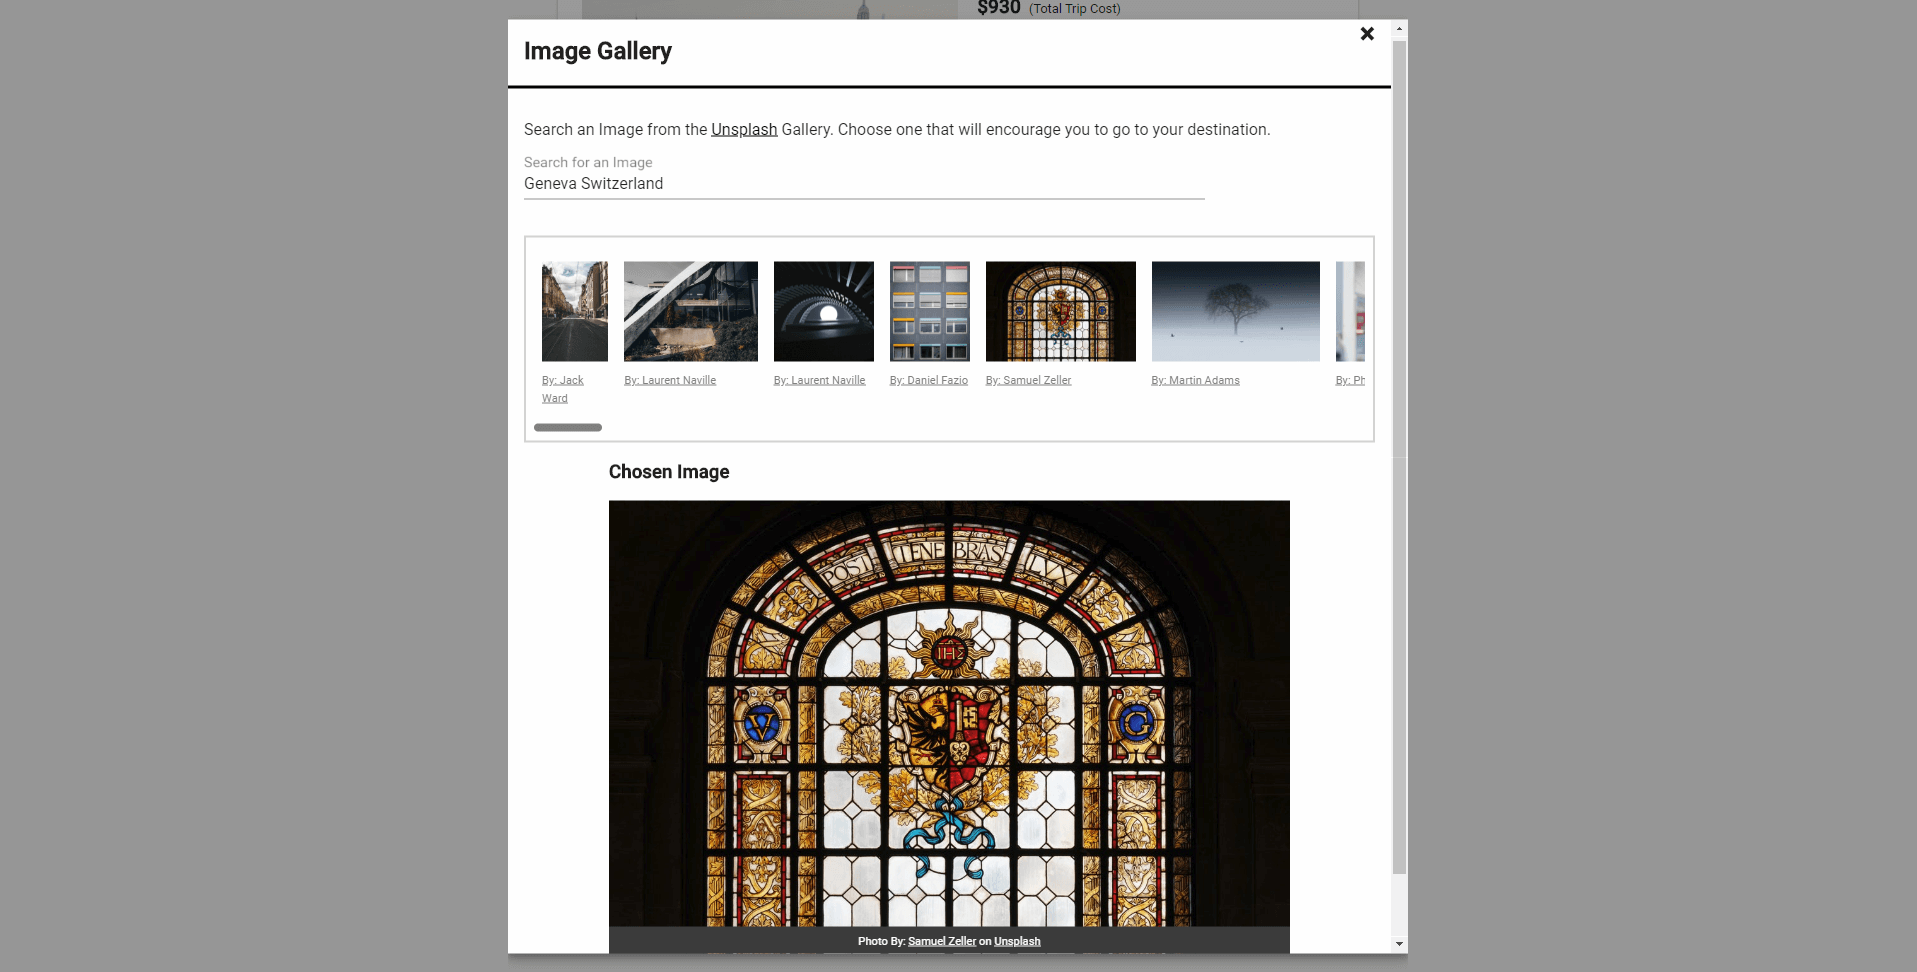 $930 (Total Trip Cost)
Image Gallery
Search an Image from the Unsplash Gallery. Choose one that will encourage you to go to your destination.
Search for an Image
Geneva Switzerland
By: Jack
Ward
By: Laurent Naville
By: Laurent Naville
By: Daniel Fazio
By: Samuel Zeller
By: Martin Adams
By: Ph
Chosen Image
POST TENEBRAS LVX
V
G
Photo By: Samuel Zeller on Unsplash